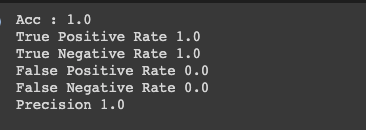 Acc : 1.0
True Positive Rate 1.0
True Negative Rate 1.0
False Positive Rate 0.0
False Negative Rate 0.0
Precision 1.0